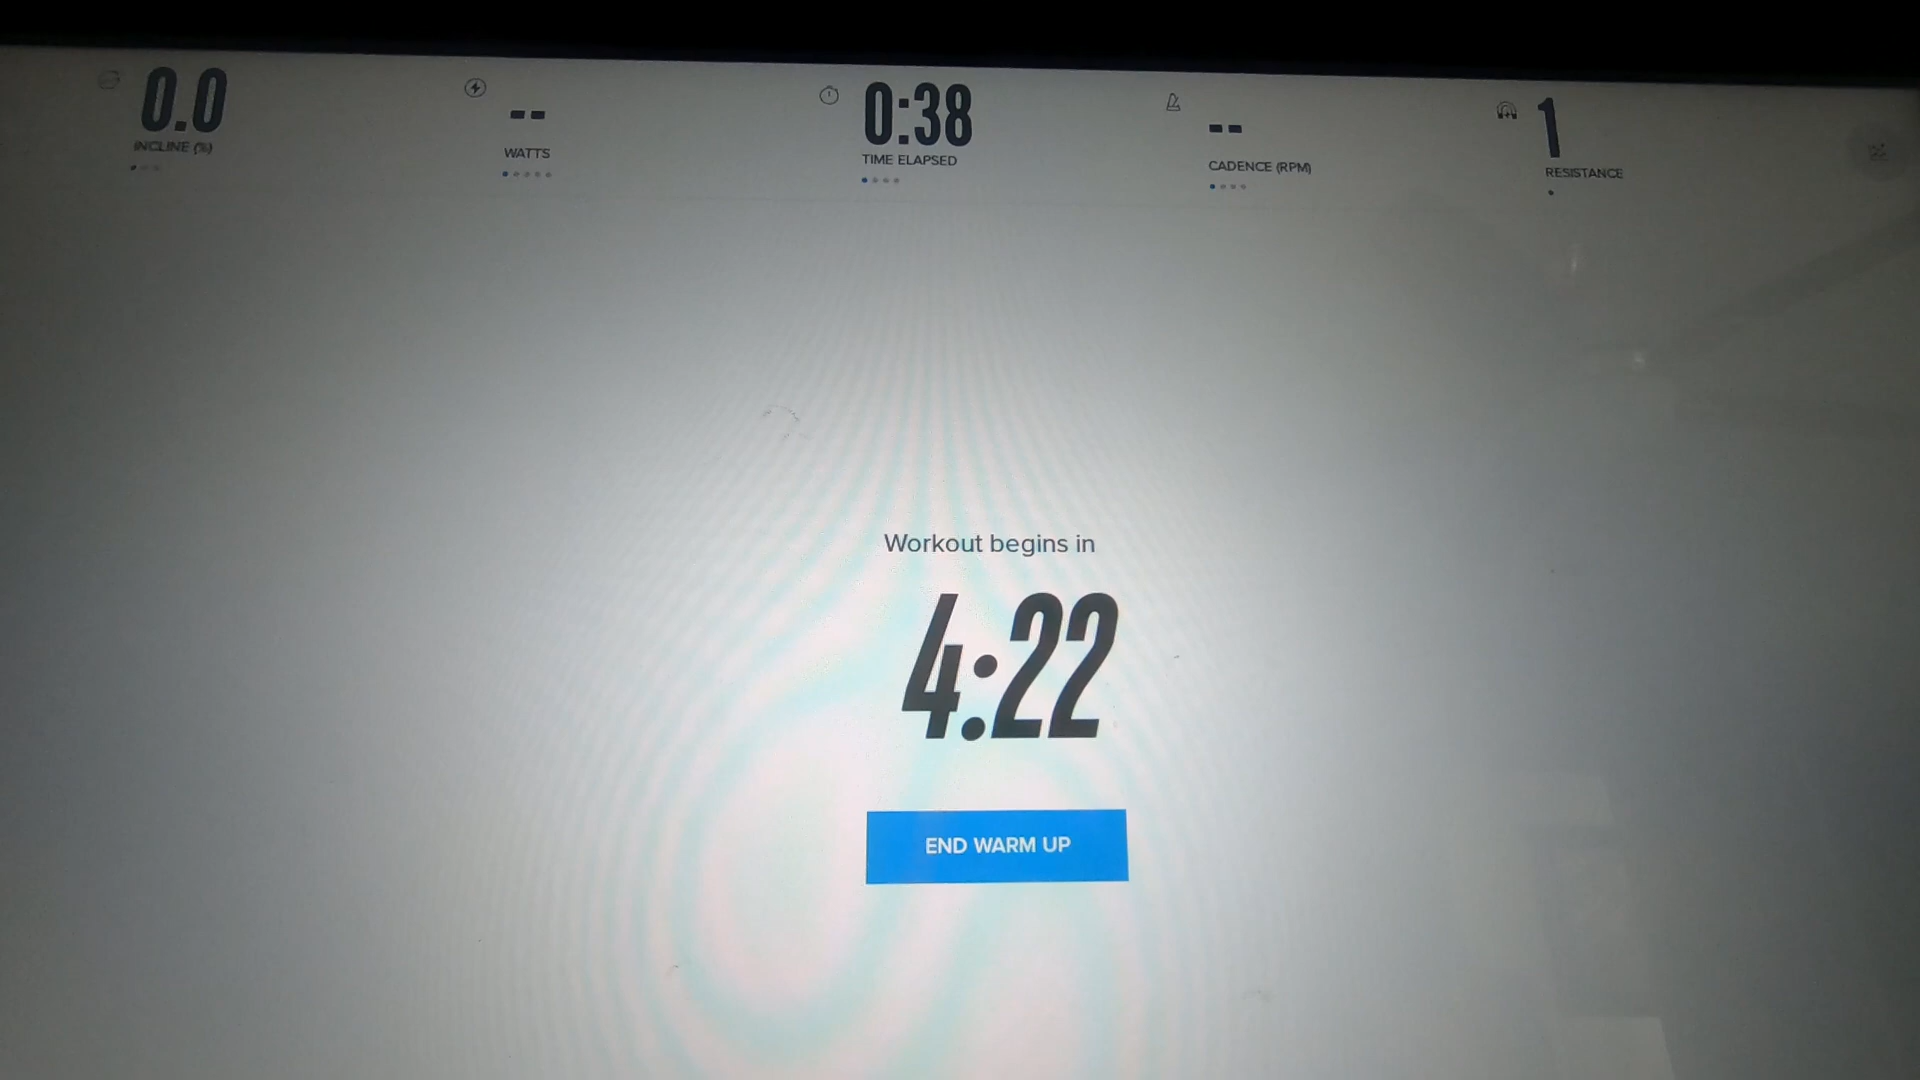 0.0
INCLINE (%)
--
WATTS
0:38
TIME ELAPSED
--
CADENCE (RPM)
1
RESISTANCE
Workout begins in
4:22
END WARM UP